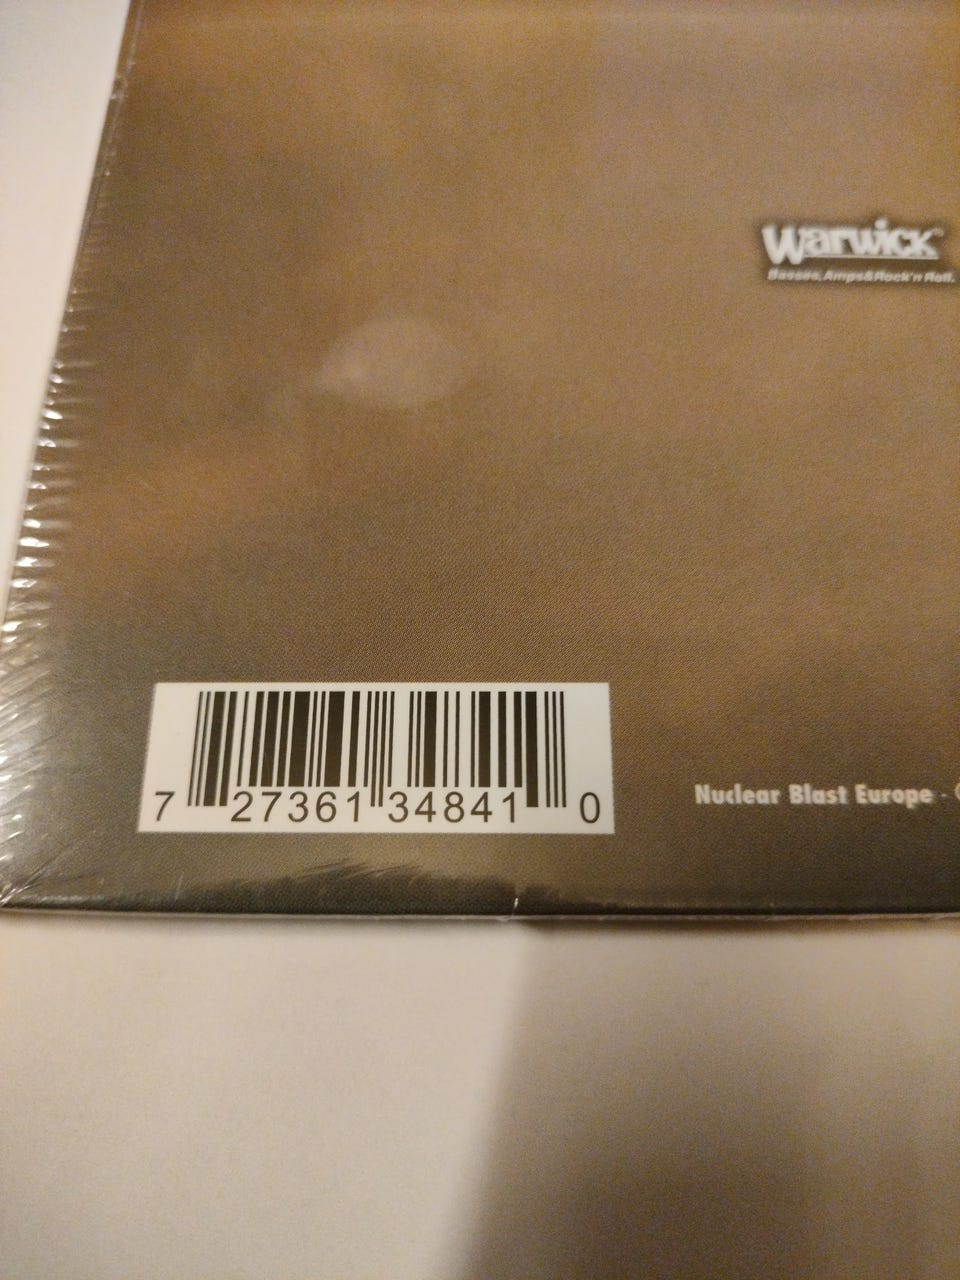 Warwick
Basses, Amps&Rock'n Roll.
Nuclear Blast Europe -
7 27361 34841 0